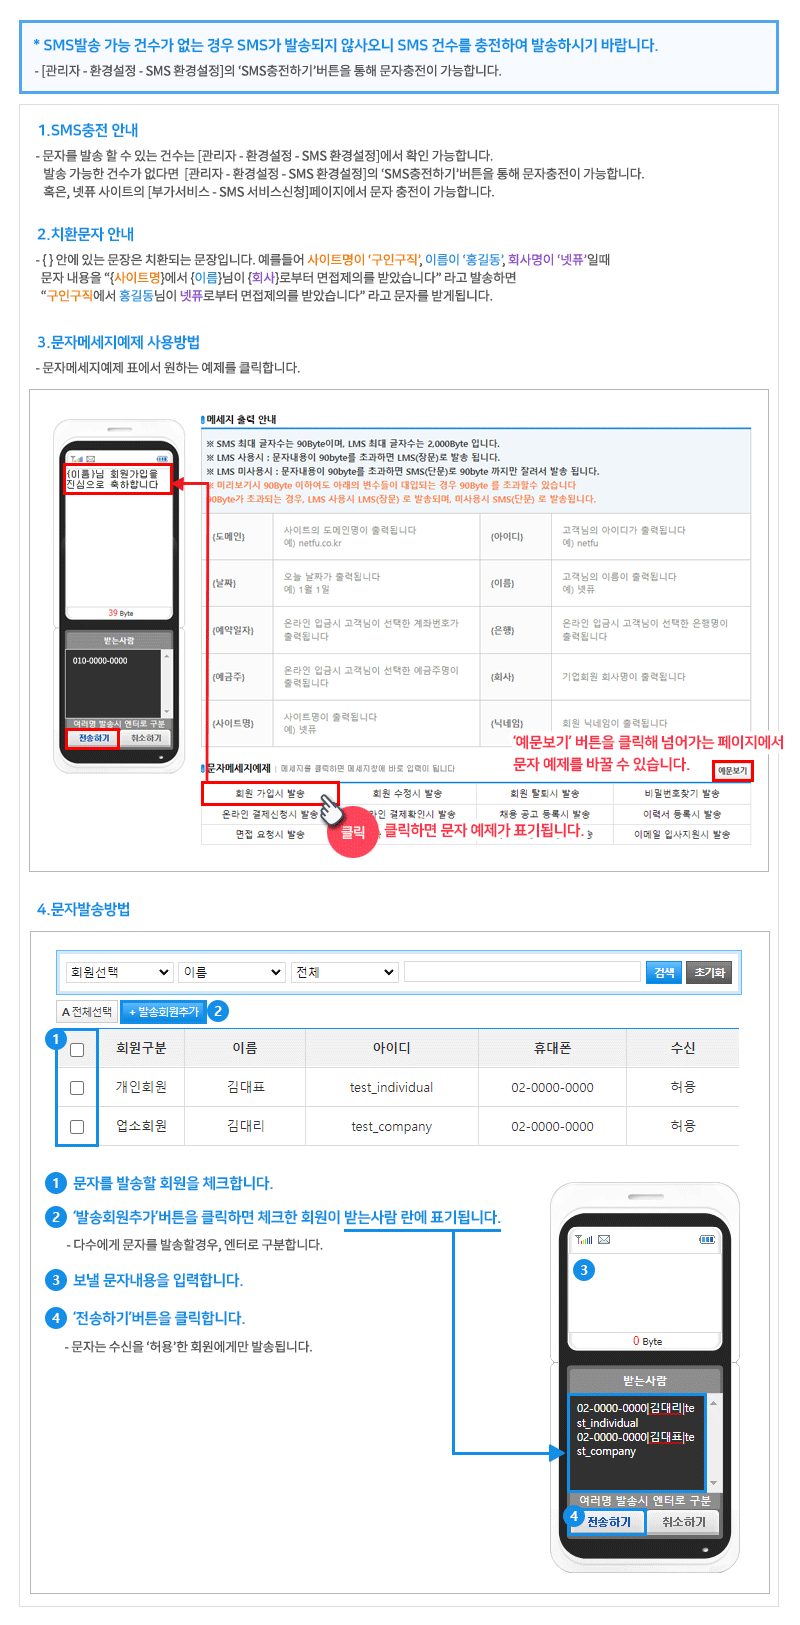 * SMS발송 가능 건수가 없는 경우 SMS가 발송되지 않사오니 SMS 건수를 충전하여 발송하시기 바랍니다.
- [관리자 - 환경설정 - SMS 환경설정]의 ‘SMS충전하기’버튼을 통해 문자충전이 가능합니다.
1.SMS충전 안내
- 문자를 발송 할 수 있는 건수는 [관리자 - 환경설정 - SMS 환경설정]에서 확인 가능합니다.
발송 가능한 건수가 없다면 [관리자 - 환경설정 - SMS 환경설정]의 ‘SMS충전하기’버튼을 통해 문자충전이 가능합니다.
혹은, 넷퓨 사이트의 [부가서비스 - SMS 서비스신청]페이지에서 문자 충전이 가능합니다.
2.치환문자 안내
- { } 안에 있는 문장은 치환되는 문장입니다. 예를들어 사이트명이 ‘구인구직’, 이름이 ‘홍길동’, 회사명이 ‘넷퓨’일때
문자 내용을 “{사이트명}에서 {이름}님이 {회사}로부터 면접제의를 받았습니다” 라고 발송하면
“구인구직에서 홍길동님이 넷퓨로부터 면접제의를 받았습니다” 라고 문자를 받게됩니다.
3.문자메세지예제 사용방법
- 문자메세지예제 표에서 원하는 예제를 클릭합니다.
{이름}님 회원가입을
진심으로 축하합니다
39 Byte
받는사람
010-0000-0000
여러명 발송시 엔터로 구분
전송하기 취소하기
메세지 출력 안내
※ SMS 최대 글자수는 90Byte이며, LMS 최대 글자수는 2,000Byte 입니다.
※ LMS 사용시 : 문자내용이 90byte를 초과하면 LMS(장문)로 발송 됩니다.
※ LMS 미사용시 : 문자내용이 90byte를 초과하면 SMS(단문)로 90byte 까지만 잘려서 발송 됩니다.
※ 미리보기시 90Byte 이하여도 아래의 변수들이 대입되는 경우 90Byte 를 초과할수 있습니다
90Byte가 초과되는 경우, LMS 사용시 LMS(장문) 로 발송되며, 미사용시 SMS(단문) 로 발송됩니다.
{도메인} 사이트의 도메인명이 출력됩니다 {아이디} 고객님의 아이디가 출력됩니다
예) netfu.co.kr 예) netfu
{날짜} 오늘 날짜가 출력됩니다 {이름} 고객님의 이름이 출력됩니다
예) 1월 1일 예) 넷퓨
{예약일자} 온라인 입금시 고객님이 선택한 계좌번호가 {은행} 온라인 입금시 고객님이 선택한 은행명이
출력됩니다 출력됩니다
{예금주} 온라인 입금시 고객님이 선택한 예금주명이 {회사} 기업회원 회사명이 출력됩니다
출력됩니다
{사이트명} 사이트명이 출력됩니다 {닉네임} 회원 닉네임이 출력됩니다
예) 넷퓨
‘예문보기’ 버튼을 클릭해 넘어가는 페이지에서
문자 예제를 바꿀 수 있습니다.
문자메세지예제 | 메세지를 클릭하면 메세지창에 바로 입력이 됩니다 예문보기
회원 가입시 발송 회원 수정시 발송 회원 탈퇴시 발송 비밀번호찾기 발송
온라인 결제신청시 발송 인 결제확인시 발송 채용 공고 등록시 발송 이력서 등록시 발송
면접 요청시 발송 이메일 입사지원시 발송
클릭 클릭하면 문자 예제가 표기됩니다.
4.문자발송방법
회원선택 이름 전체 검색 초기화
A 전체선택 + 발송회원추가 2
1 회원구분 이름 아이디 휴대폰 수신
개인회원 김대표 test_individual 02-0000-0000 허용
업소회원 김대리 test_company 02-0000-0000 허용
1 문자를 발송할 회원을 체크합니다.
2 ‘발송회원추가’버튼을 클릭하면 체크한 회원이 받는사람 란에 표기됩니다.
- 다수에게 문자를 발송할경우, 엔터로 구분합니다.
3 보낼 문자내용을 입력합니다.
4 ‘전송하기’버튼을 클릭합니다.
- 문자는 수신을 ‘허용’한 회원에게만 발송됩니다.
3
0 Byte
받는사람
02-0000-0000|김대리|te
st_individual
02-0000-0000|김대표|te
st_company
여러명 발송시 엔터로 구분
4 전송하기 취소하기